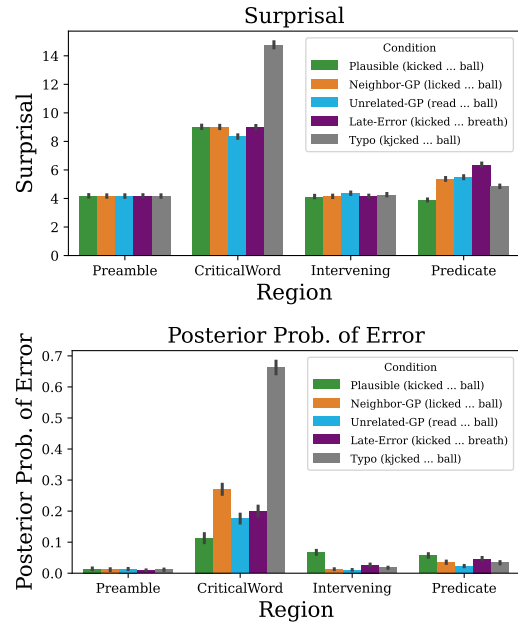 Surprisal
Surprisal
14
12
10
8
6
4
2
0
Condition
Plausible (kicked ... ball)
Neighbor-GP (licked ... ball)
Unrelated-GP (read ... ball)
Late-Error (kicked ... breath)
Typo (kjcked ... ball)
Preamble CriticalWord Intervening Predicate
Region
Posterior Prob. of Error
Posterior Prob. of Error
0.7
0.6
0.5
0.4
0.3
0.2
0.1
0.0
Condition
Plausible (kicked ... ball)
Neighbor-GP (licked ... ball)
Unrelated-GP (read ... ball)
Late-Error (kicked ... breath)
Typo (kjcked ... ball)
Preamble CriticalWord Intervening Predicate
Region